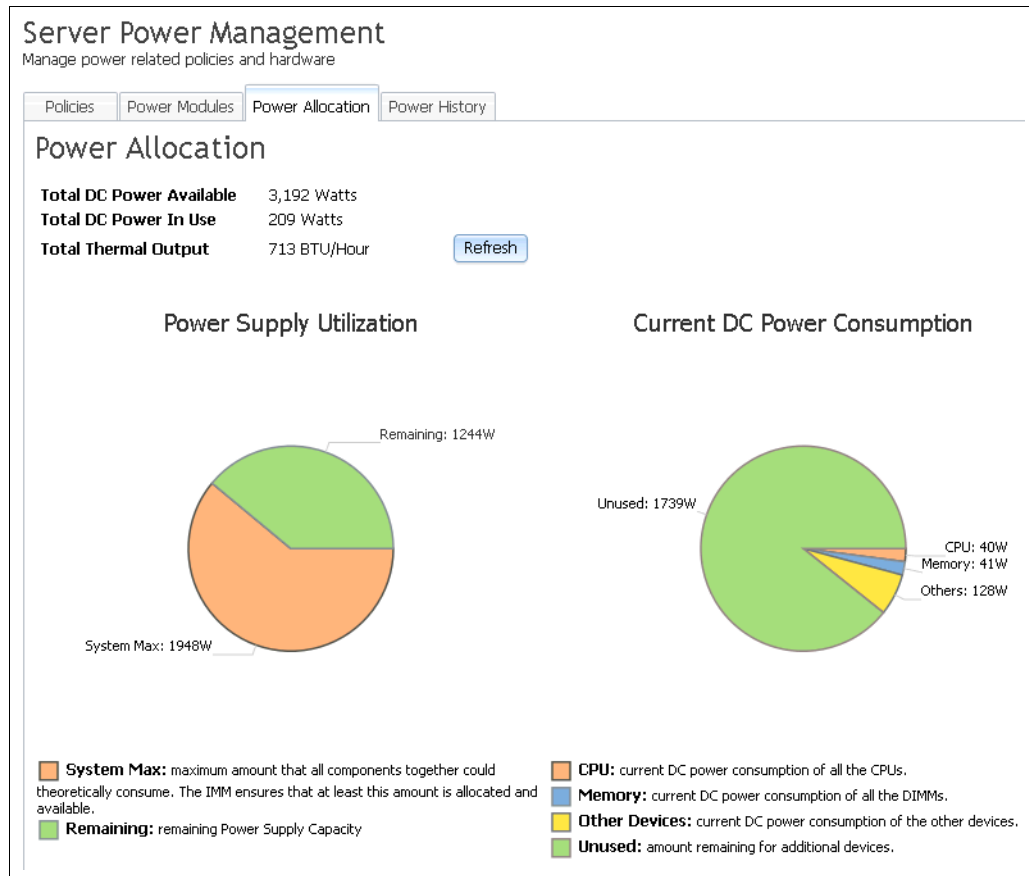 Server Power Management
Manage power related policies and hardware
Policies
Power Modules
Power Allocation
Power History
Power Allocation
Total DC Power Available 3,192 Watts
Total DC Power In Use 209 Watts
Total Thermal Output 713 BTU/Hour
Refresh
Power Supply Utilization
Remaining: 1244W
System Max: 1948W
System Max: maximum amount that all components together could
theoretically consume. The IMM ensures that at least this amount is allocated and
available.
Remaining: remaining Power Supply Capacity
Current DC Power Consumption
Unused: 1739W
CPU: 40W
Memory: 41W
Others: 128W
CPU: current DC power consumption of all the CPUs.
Memory: current DC power consumption of all the DIMMs.
Other Devices: current DC power consumption of the other devices.
Unused: amount remaining for additional devices.